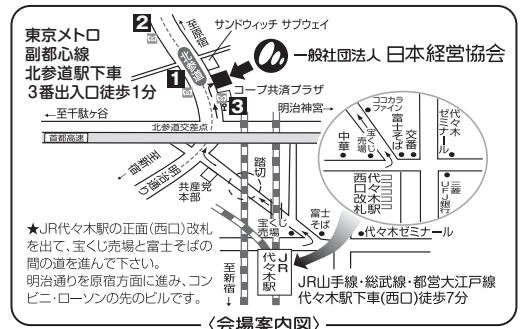 東京メトロ
副都心線
北参道駅下車
3番出入口徒歩1分
2
至原宿
サンドウィッチ サブウェイ
北参道
一般社団法人 日本経営協会
1
コープ共済プラザ
3
←至千駄ヶ谷
明治神宮→
北参道交差点
首都高速
至新宿
明治通り
共産党
本部
踏切
ココカラ
ファイン
富士そば
宝くじ
売場
交番
中華
代々木
ゼミナール
代々木駅
西口改札
三菱
UFJ銀行
★JR代々木駅の正面(西口)改札
を出て、宝くじ売場と富士そばの
間の道を進んで下さい。
明治通りを原宿方面に進み、コン
ビニ・ローソンの先のビルです。
宝くじ
売場
富士
そば
代々木ゼミナール
至新宿
↓
JR
代々木駅
JR山手線・総武線・都営大江戸線
代々木駅下車(西口)徒歩7分
〈会場案内図〉